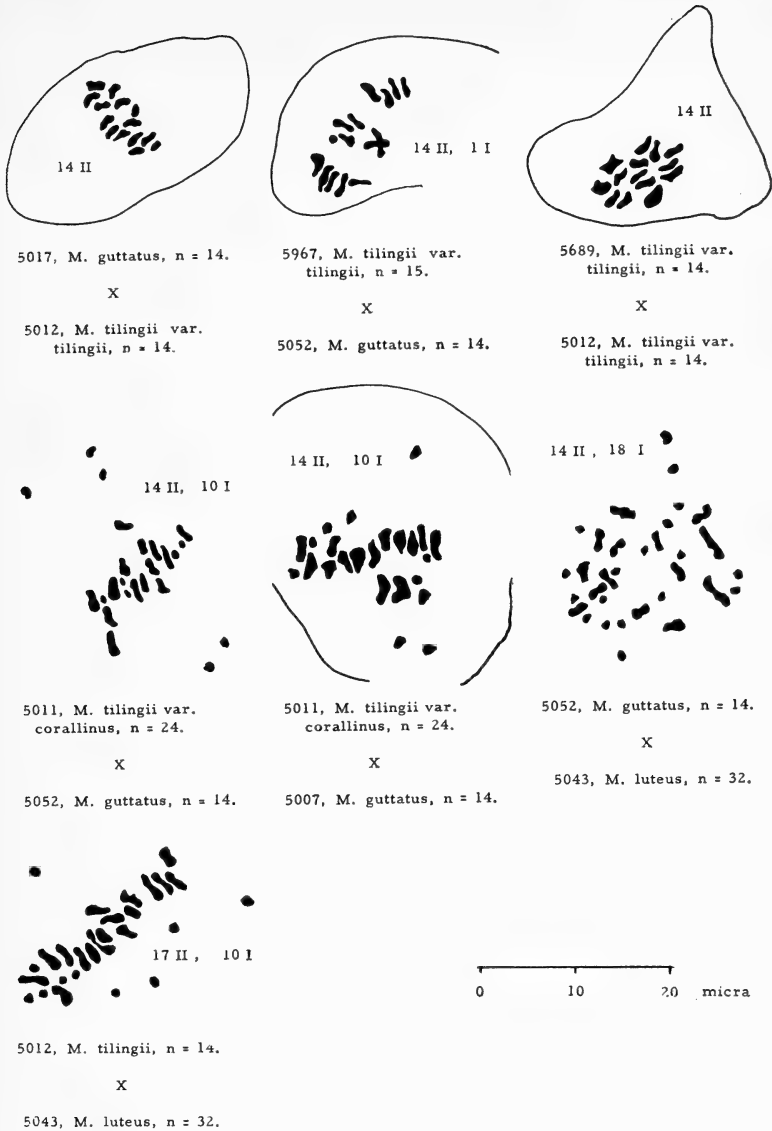 14 II
14 II, 1 I
14 II
5017, M. guttatus, n = 14.
X
5012, M. tilingii var.
tilingii, n = 14.
5967, M. tilingii var.
tilingii, n = 15.
X
5052, M. guttatus, n = 14.
5689, M. tilingii var.
tilingii, n = 14.
X
5012, M. tilingii var.
tilingii, n = 14.
14 II, 10 I
14 II, 10 I
14 II, 18 I
5011, M. tilingii var.
corallinus, n = 24.
X
5052, M. guttatus, n = 14.
5011, M. tilingii var.
corallinus, n = 24.
X
5007, M. guttatus, n = 14.
5052, M. guttatus, n = 14.
X
5043, M. luteus, n = 32.
17 II, 10 I
0 10 20 micra
5012, M. tilingii, n = 14.
X
5043, M. luteus, n = 32.